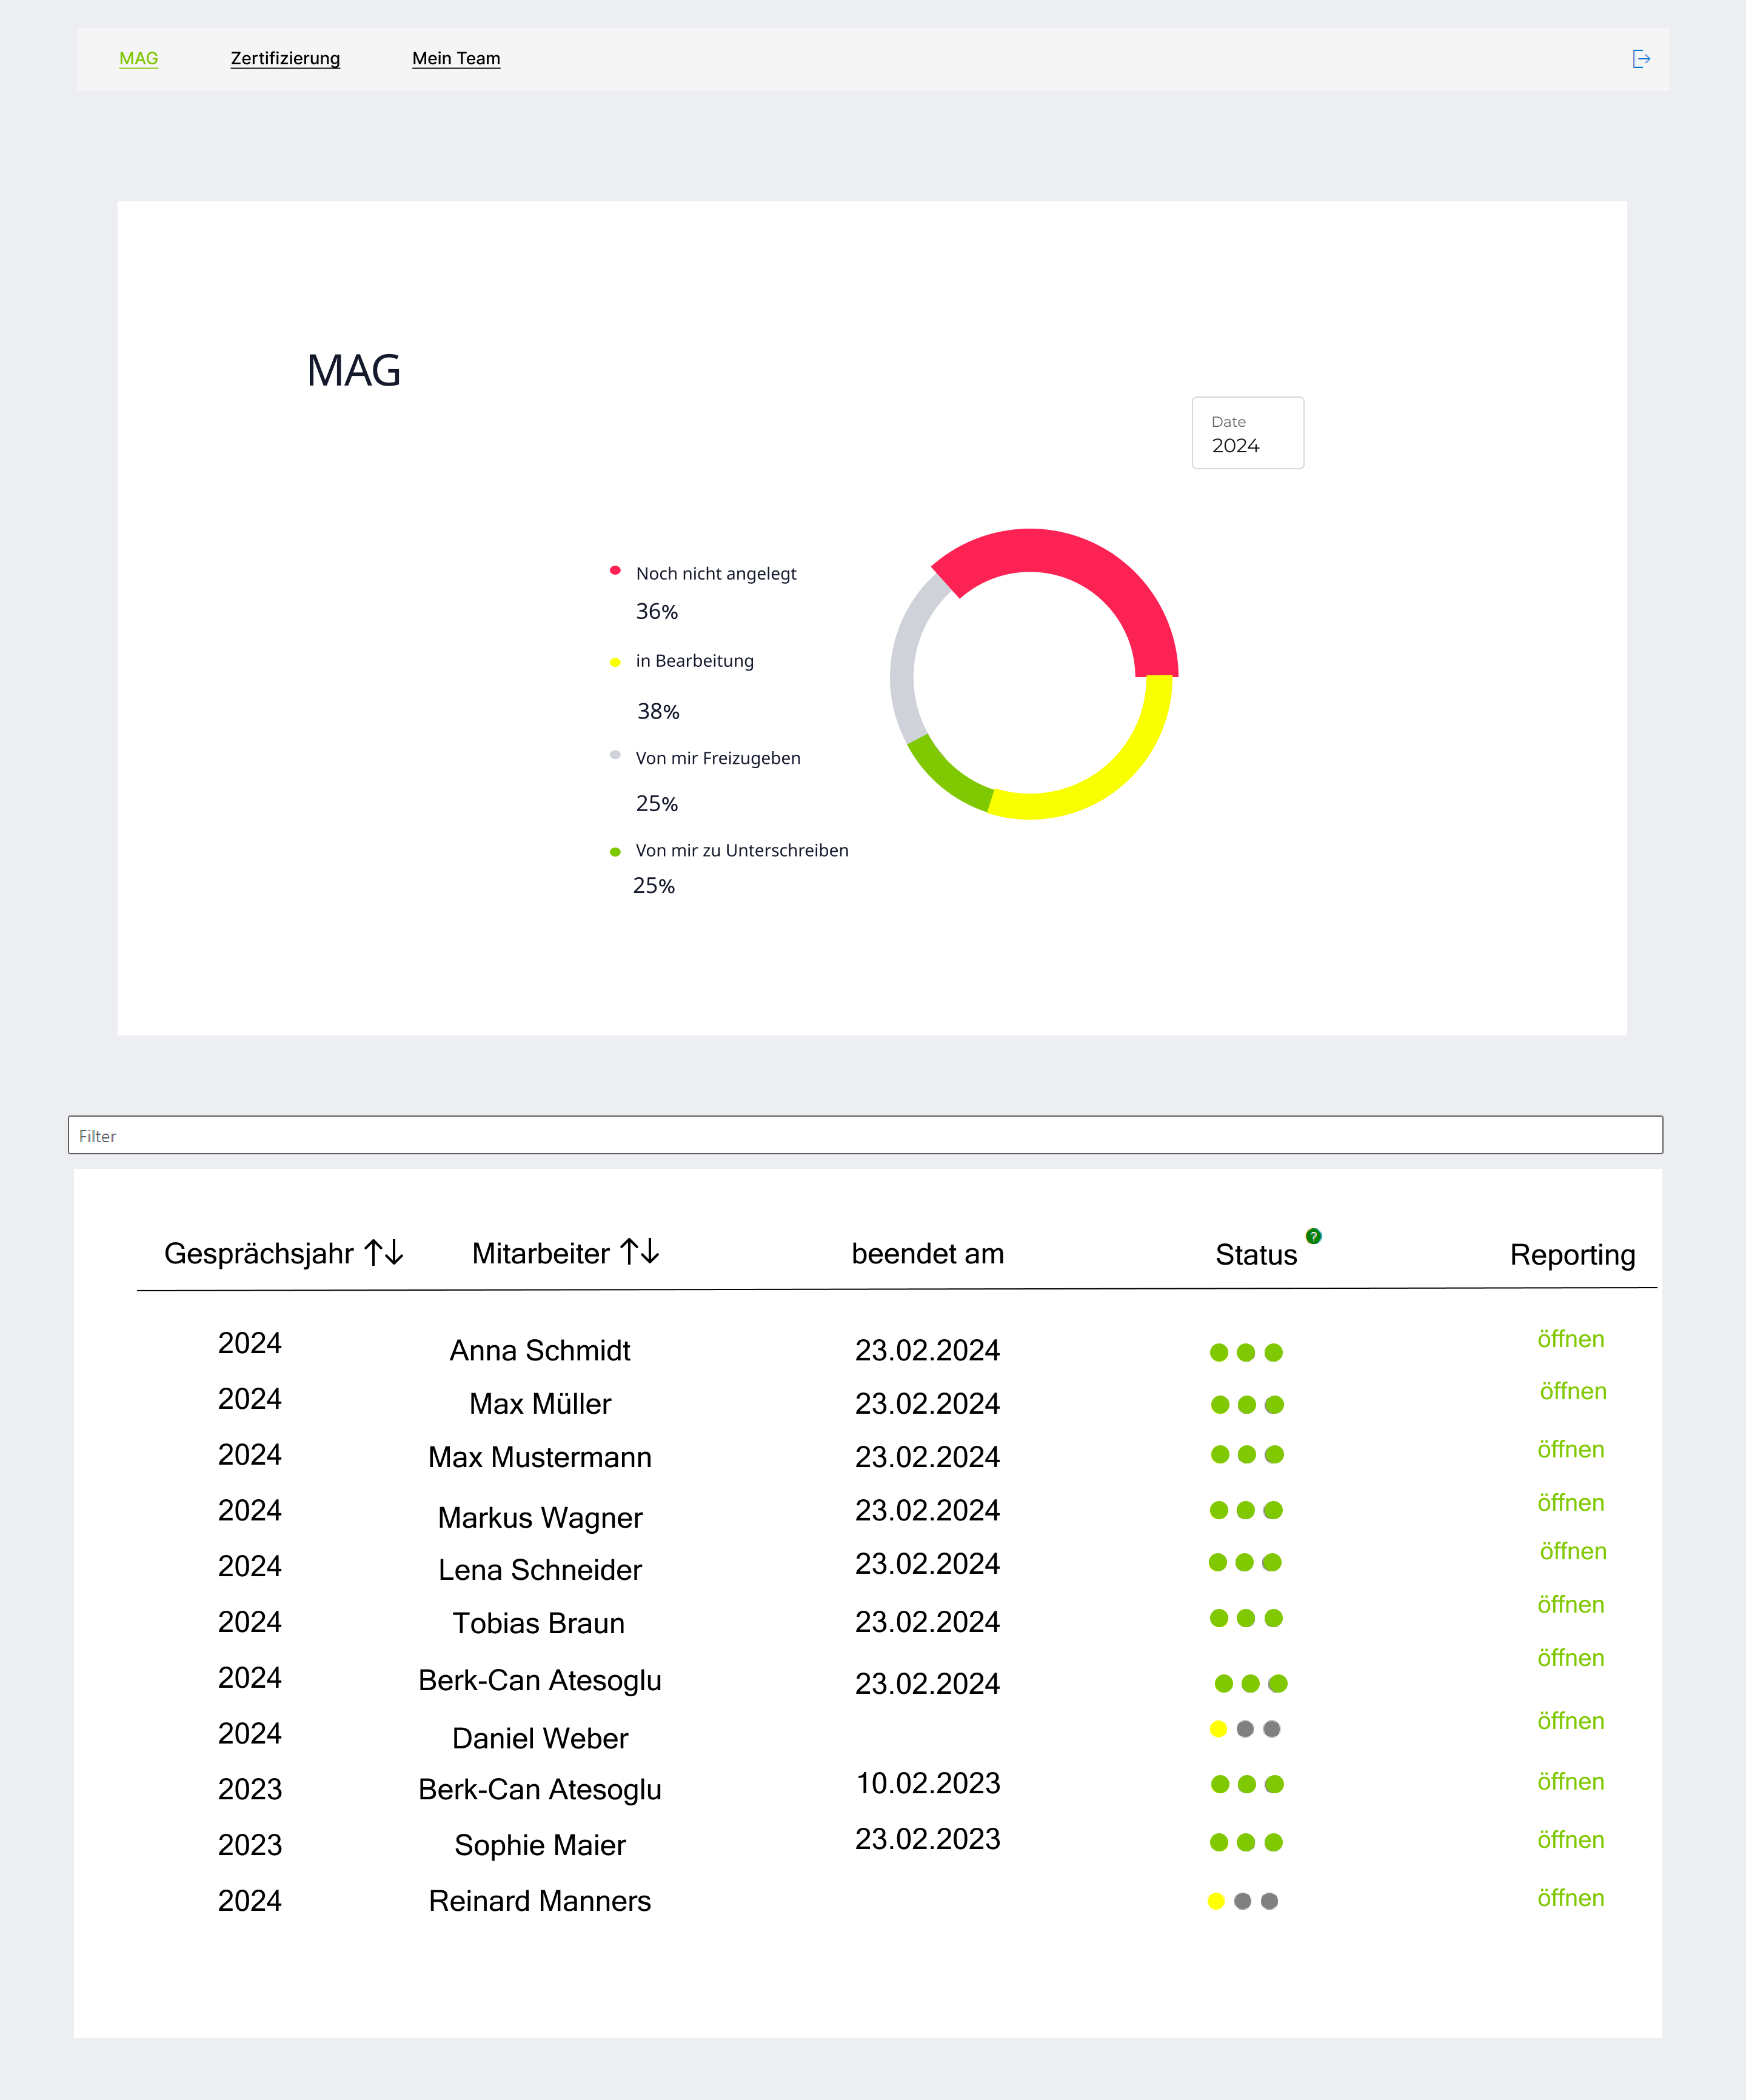 MAG Zertifizierung Mein Team
MAG
Date
2024
Noch nicht angelegt
36%
in Bearbeitung
38%
Von mir Freizugeben
25%
Von mir zu Unterschreiben
25%
Filter
Gesprächsjahr ↑↓ Mitarbeiter ↑↓ beendet am Status ? Reporting
2024 Anna Schmidt 23.02.2024 öffnen
2024 Max Müller 23.02.2024 öffnen
2024 Max Mustermann 23.02.2024 öffnen
2024 Markus Wagner 23.02.2024 öffnen
2024 Lena Schneider 23.02.2024 öffnen
2024 Tobias Braun 23.02.2024 öffnen
2024 Berk-Can Atesoglu 23.02.2024 öffnen
2024 Daniel Weber öffnen
2023 Berk-Can Atesoglu 10.02.2023 öffnen
2023 Sophie Maier 23.02.2023 öffnen
2024 Reinard Manners öffnen